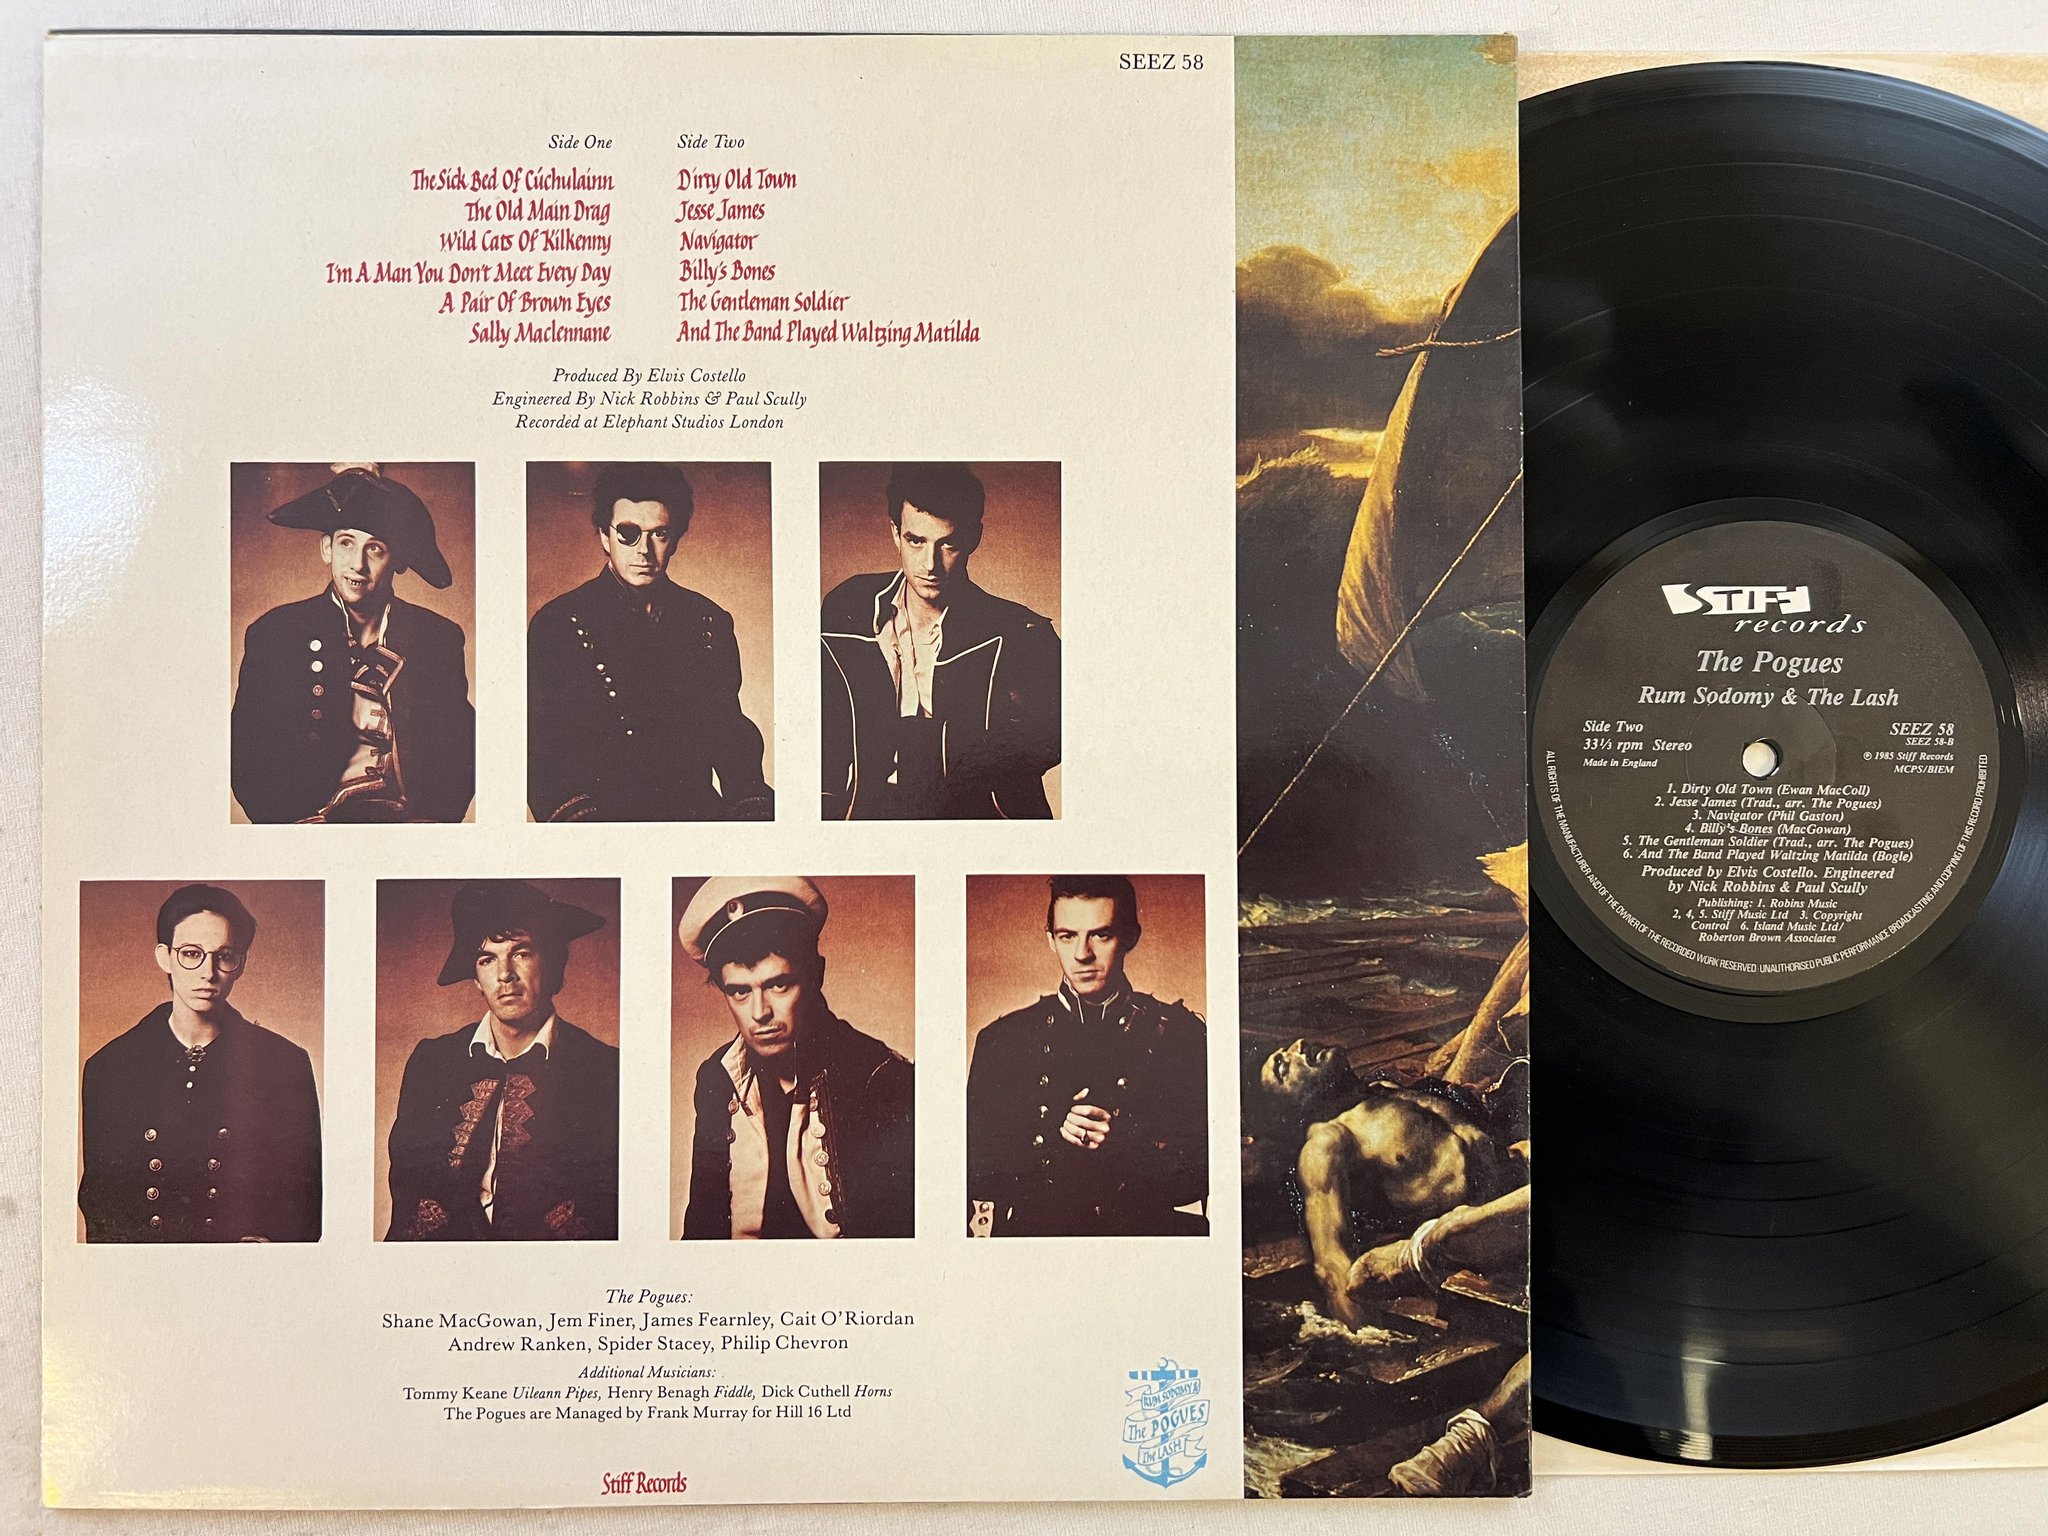 SEEZ 58
Side One
The Sick Bed Of Cúchulainn
The Old Main Drag
Wild Cats Of Kilkenny
I'm A Man You Don't Meet Every Day
A Pair Of Brown Eyes
Sally Maclennane
Side Two
Dirty Old Town
Jesse James
Navigator
Billy's Bones
The Gentleman Soldier
And The Band Played Waltzing Matilda
Produced By Elvis Costello
Engineered By Nick Robbins & Paul Scully
Recorded at Elephant Studios London
The Pogues:
Shane MacGowan, Jem Finer, James Fearnley, Cait O'Riordan
Andrew Ranken, Spider Stacey, Philip Chevron
Additional Musicians:
Tommy Keane Uileann Pipes, Henry Benagh Fiddle, Dick Cuthell Horns
The Pogues are Managed by Frank Murray for Hill 16 Ltd
RUM SODOMY &
The POGUES
The LASH
Stiff Records
STIFF
records
The Pogues
Rum Sodomy & The Lash
Side Two
33⅓ rpm Stereo
Made in England
SEEZ 58
SEEZ 58-B
℗ 1985 Stiff Records
MCPS/BIEM
1. Dirty Old Town (Ewan MacColl)
2. Jesse James (Trad., arr. The Pogues)
3. Navigator (Phil Gaston)
4. Billy's Bones (MacGowan)
5. The Gentleman Soldier (Trad., arr. The Pogues)
6. And The Band Played Waltzing Matilda (Bogle)
Produced by Elvis Costello. Engineered
by Nick Robbins & Paul Scully
Publishing: 1. Robins Music
2, 4, 5. Stiff Music Ltd 3. Copyright
Control 6. Island Music Ltd/
Roberton Brown Associates
ALL RIGHTS OF THE MANUFACTURER AND OF THE OWNER OF THE RECORDED WORK RESERVED UNAUTHORISED PUBLIC PERFORMANCE BROADCASTING AND COPYING OF THIS RECORD PROHIBITED